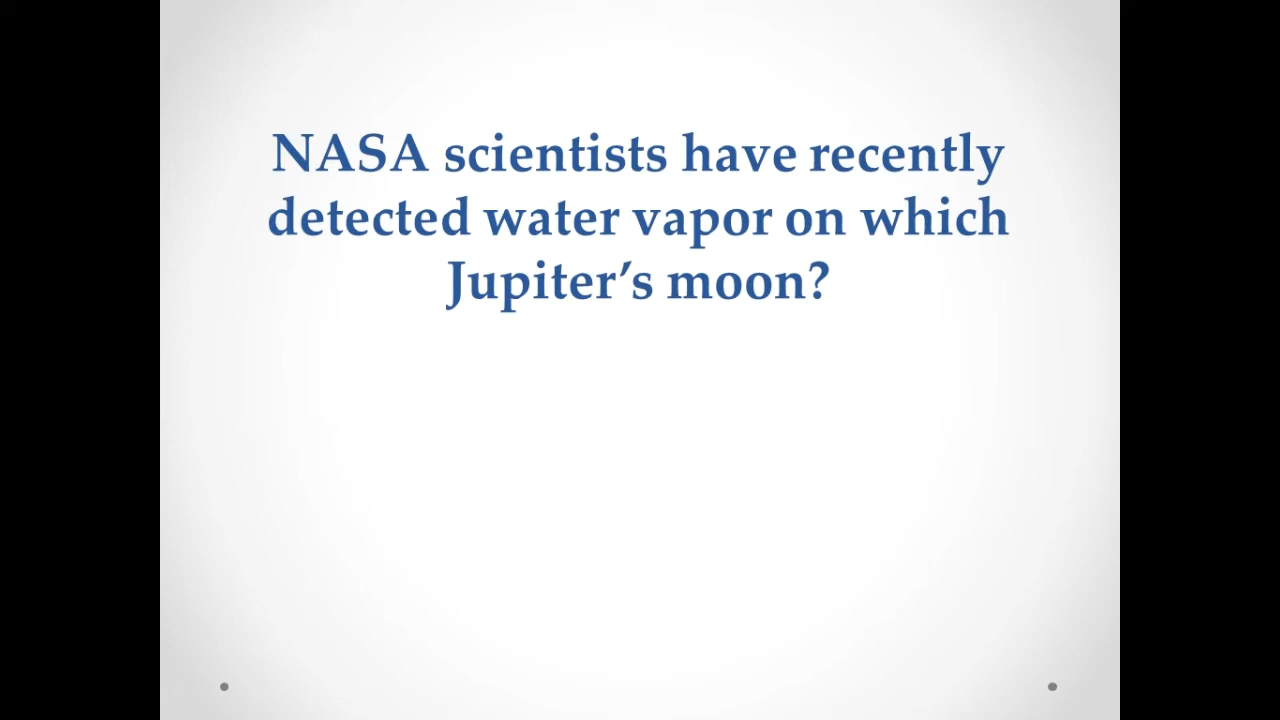 NASA scientists have recently
detected water vapor on which
Jupiter’s moon?